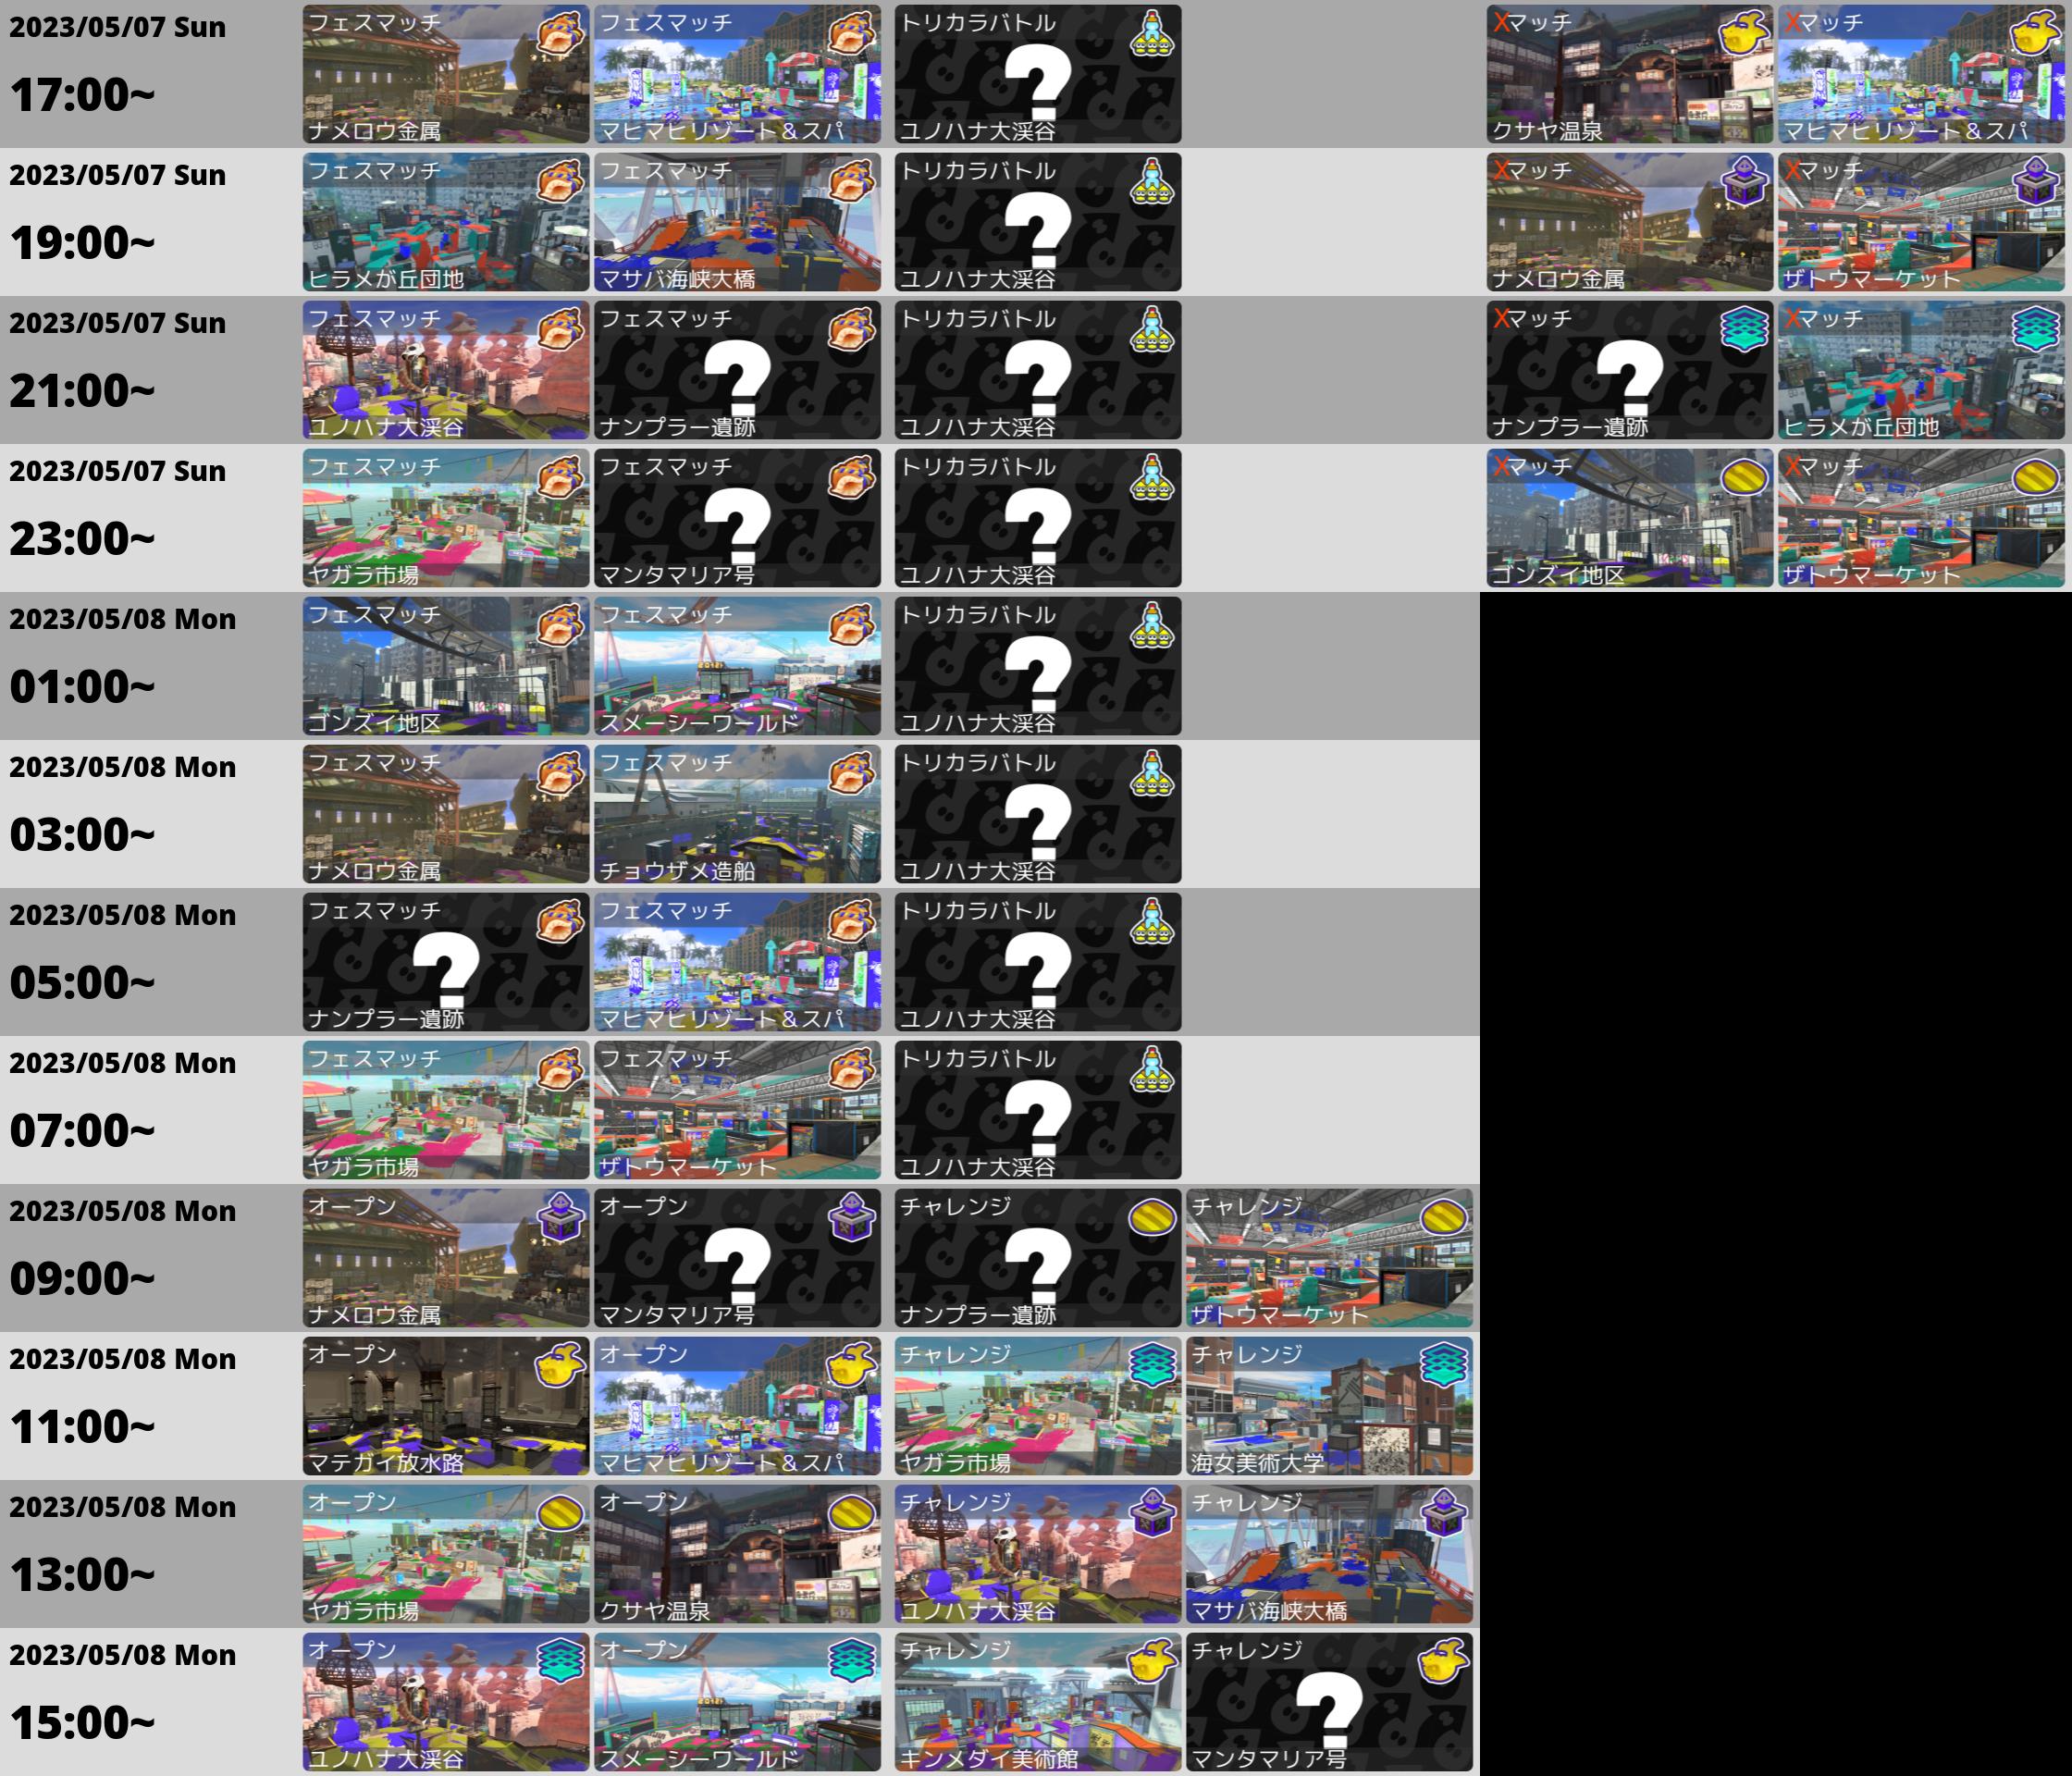 2023/05/07 Sun
17:00~
フェスマッチ
ナメロウ金属
フェスマッチ
マヒマヒリゾート&スパ
トリカラバトル
?
ユノハナ大渓谷
Xマッチ
クサヤ温泉
Xマッチ
マヒマヒリゾート&スパ
2023/05/07 Sun
19:00~
フェスマッチ
ヒラメが丘団地
フェスマッチ
マサバ海峡大橋
トリカラバトル
?
ユノハナ大渓谷
Xマッチ
ナメロウ金属
Xマッチ
ザトウマーケット
2023/05/07 Sun
21:00~
フェスマッチ
ユノハナ大渓谷
フェスマッチ
?
ナンプラー遺跡
トリカラバトル
?
ユノハナ大渓谷
Xマッチ
?
ナンプラー遺跡
Xマッチ
ヒラメが丘団地
2023/05/07 Sun
23:00~
フェスマッチ
ヤガラ市場
フェスマッチ
?
マンタマリア号
トリカラバトル
?
ユノハナ大渓谷
Xマッチ
ゴンズイ地区
Xマッチ
ザトウマーケット
2023/05/08 Mon
01:00~
フェスマッチ
ゴンズイ地区
フェスマッチ
スメーシーワールド
トリカラバトル
?
ユノハナ大渓谷
2023/05/08 Mon
03:00~
フェスマッチ
ナメロウ金属
フェスマッチ
チョウザメ造船
トリカラバトル
?
ユノハナ大渓谷
2023/05/08 Mon
05:00~
フェスマッチ
?
ナンプラー遺跡
フェスマッチ
マヒマヒリゾート&スパ
トリカラバトル
?
ユノハナ大渓谷
2023/05/08 Mon
07:00~
フェスマッチ
ヤガラ市場
フェスマッチ
ザトウマーケット
トリカラバトル
?
ユノハナ大渓谷
2023/05/08 Mon
09:00~
オープン
ナメロウ金属
オープン
?
マンタマリア号
チャレンジ
?
ナンプラー遺跡
チャレンジ
ザトウマーケット
2023/05/08 Mon
11:00~
オープン
マテガイ放水路
オープン
マヒマヒリゾート&スパ
チャレンジ
ヤガラ市場
チャレンジ
海女美術大学
2023/05/08 Mon
13:00~
オープン
ヤガラ市場
オープン
クサヤ温泉
チャレンジ
ユノハナ大渓谷
チャレンジ
マサバ海峡大橋
2023/05/08 Mon
15:00~
オープン
ユノハナ大渓谷
オープン
スメーシーワールド
チャレンジ
キンメダイ美術館
チャレンジ
?
マンタマリア号